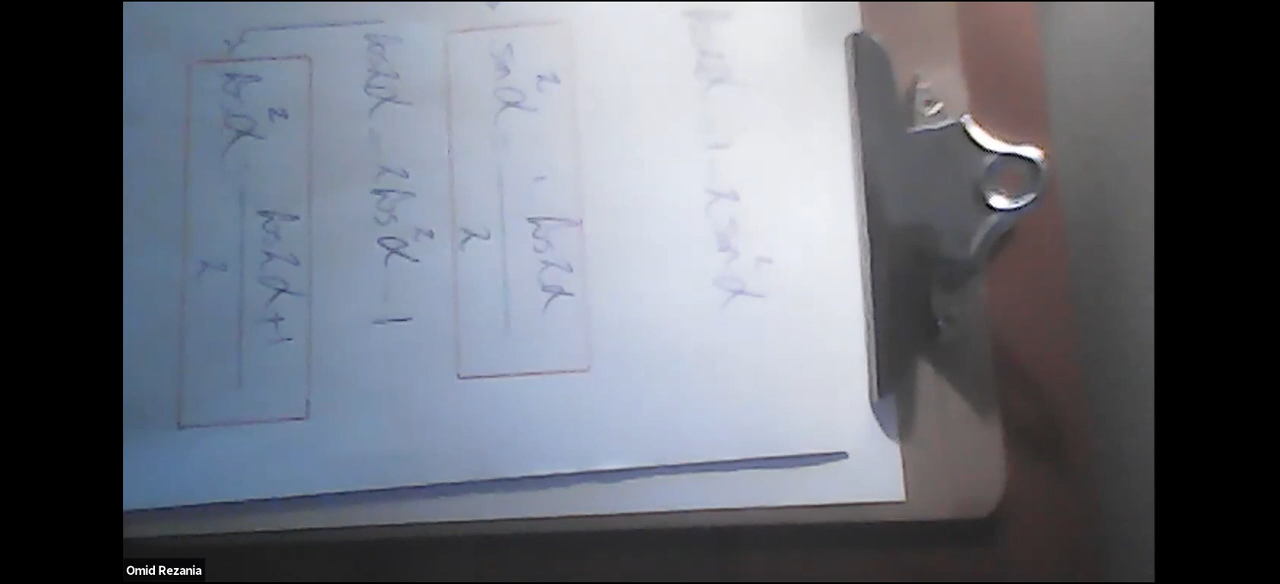 cos2α = 1 - 2sin²α
sin²α = (1 - cos2α)/2
cos2α = 2cos²α - 1
cos²α = (cos2α + 1)/2
Omid Rezania